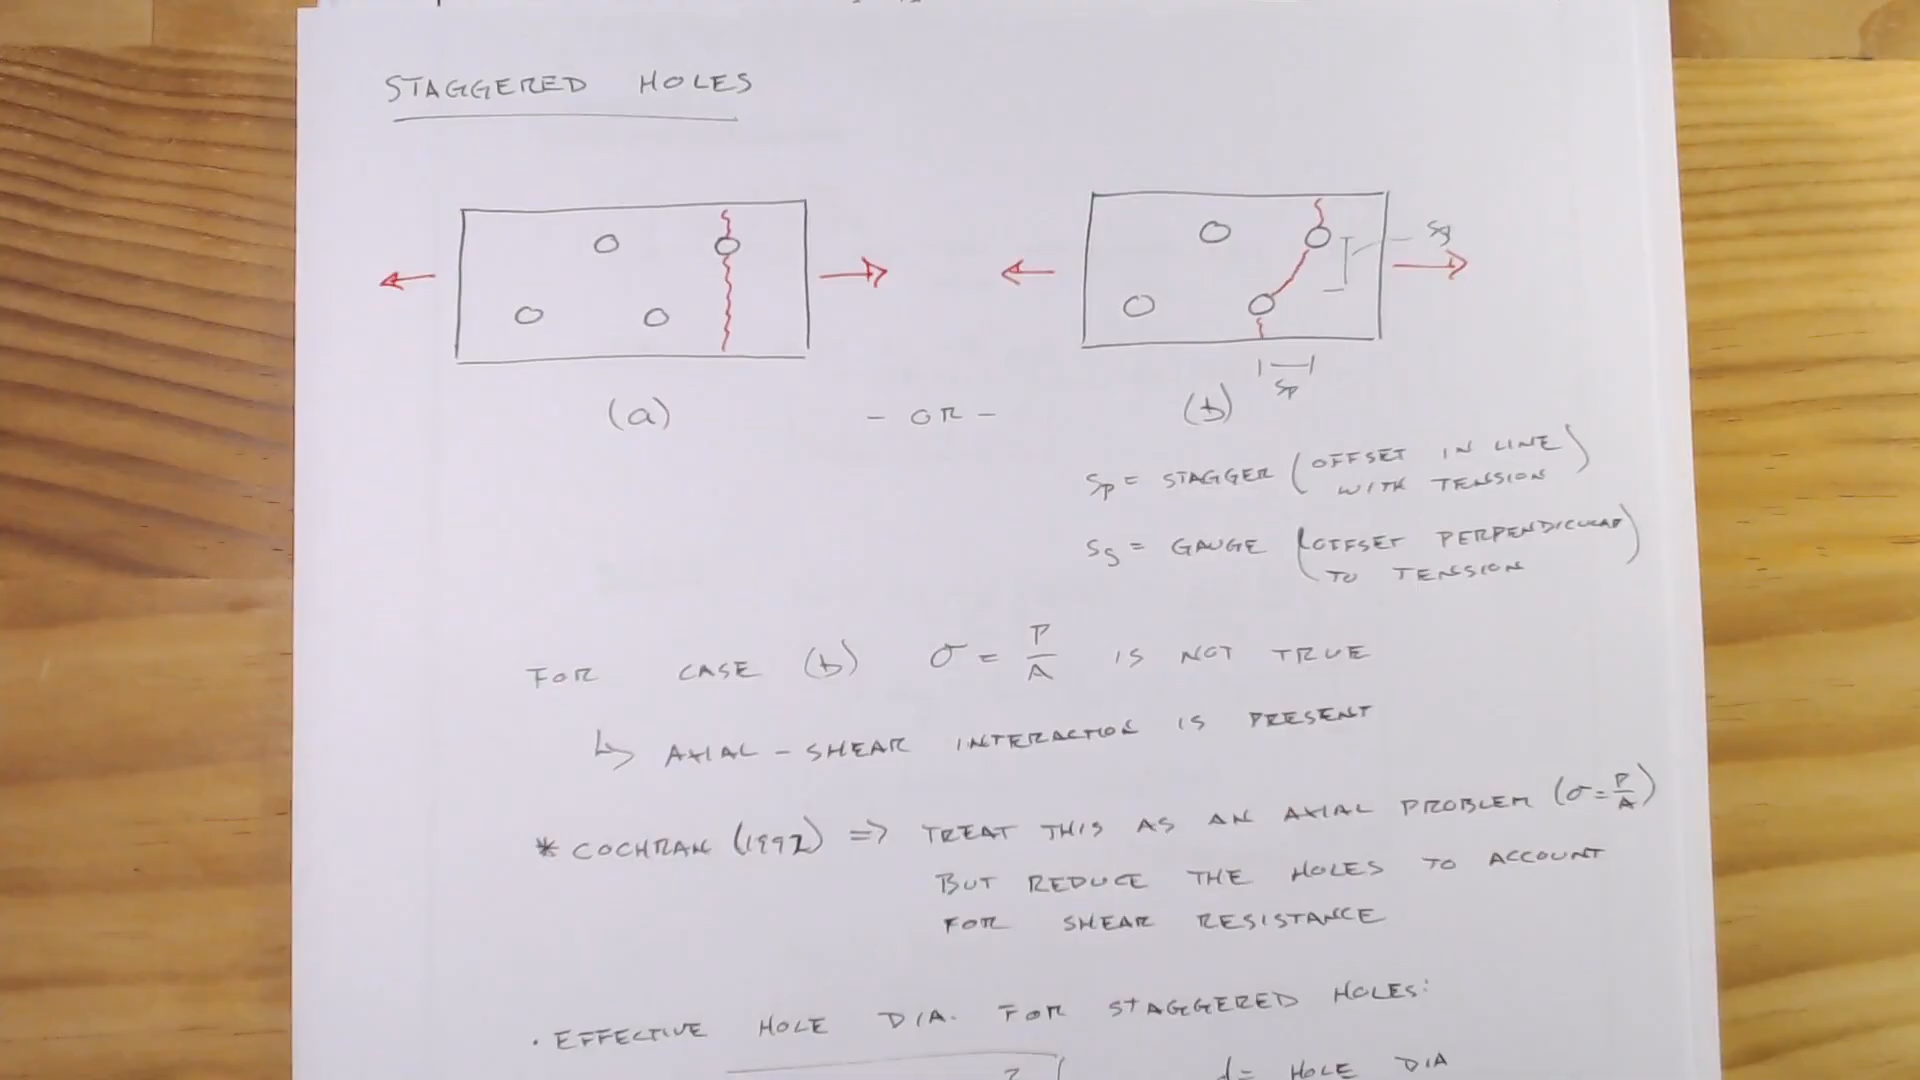 STAGGERED HOLES
Sg
Sp
(a) - OR - (b)
Sp = STAGGER (OFFSET IN LINE
WITH TENSION)
Sg = GAUGE (OFFSET PERPENDICULAR
TO TENSION)
FOR CASE (b) σ = P/A IS NOT TRUE
↳ AXIAL - SHEAR INTERACTION IS PRESENT
* COCHRAN (1992) => TREAT THIS AS AN AXIAL PROBLEM (σ = P/A)
BUT REDUCE THE HOLES TO ACCOUNT
FOR SHEAR RESISTANCE
• EFFECTIVE HOLE DIA. FOR STAGGERED HOLES:
d = HOLE DIA